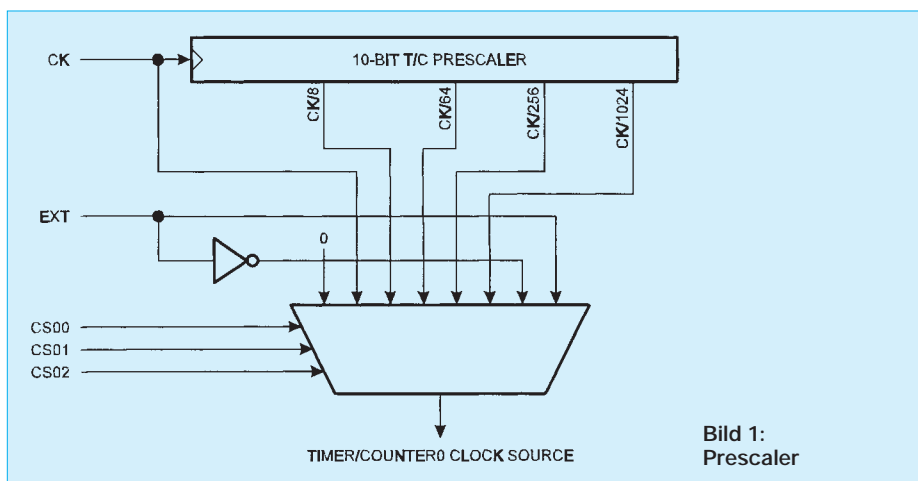 CK
10-BIT T/C PRESCALER
CK/8
CK/64
CK/256
CK/1024
EXT
0
CS00
CS01
CS02
TIMER/COUNTER0 CLOCK SOURCE
Bild 1:
Prescaler